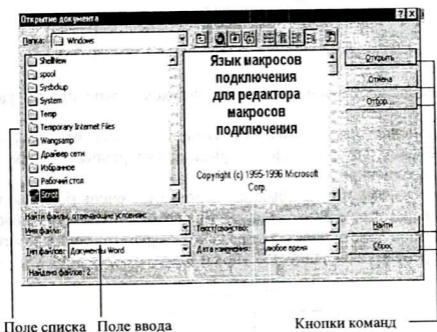 Открытие документа
Папка: Windows
ShellNew
spool
Sysbckup
System
Temp
Temporary Internet Files
Wangsamp
Драйвер сети
Избранное
Рабочий стол
Script
Язык макросов
подключения
для редактора
макросов
подключения
Copyright (c) 1995-1996 Microsoft
Corp.
Открыть
Отмена
Отбор...
Найти файлы, отвечающие условиям:
Имя файла:
Текст/свойство:
Найти
Тип файлов: Документы Word
Дата изменения: любое время
Сброс
Найдено файлов: 2
Поле списка Поле ввода
Кнопки команд